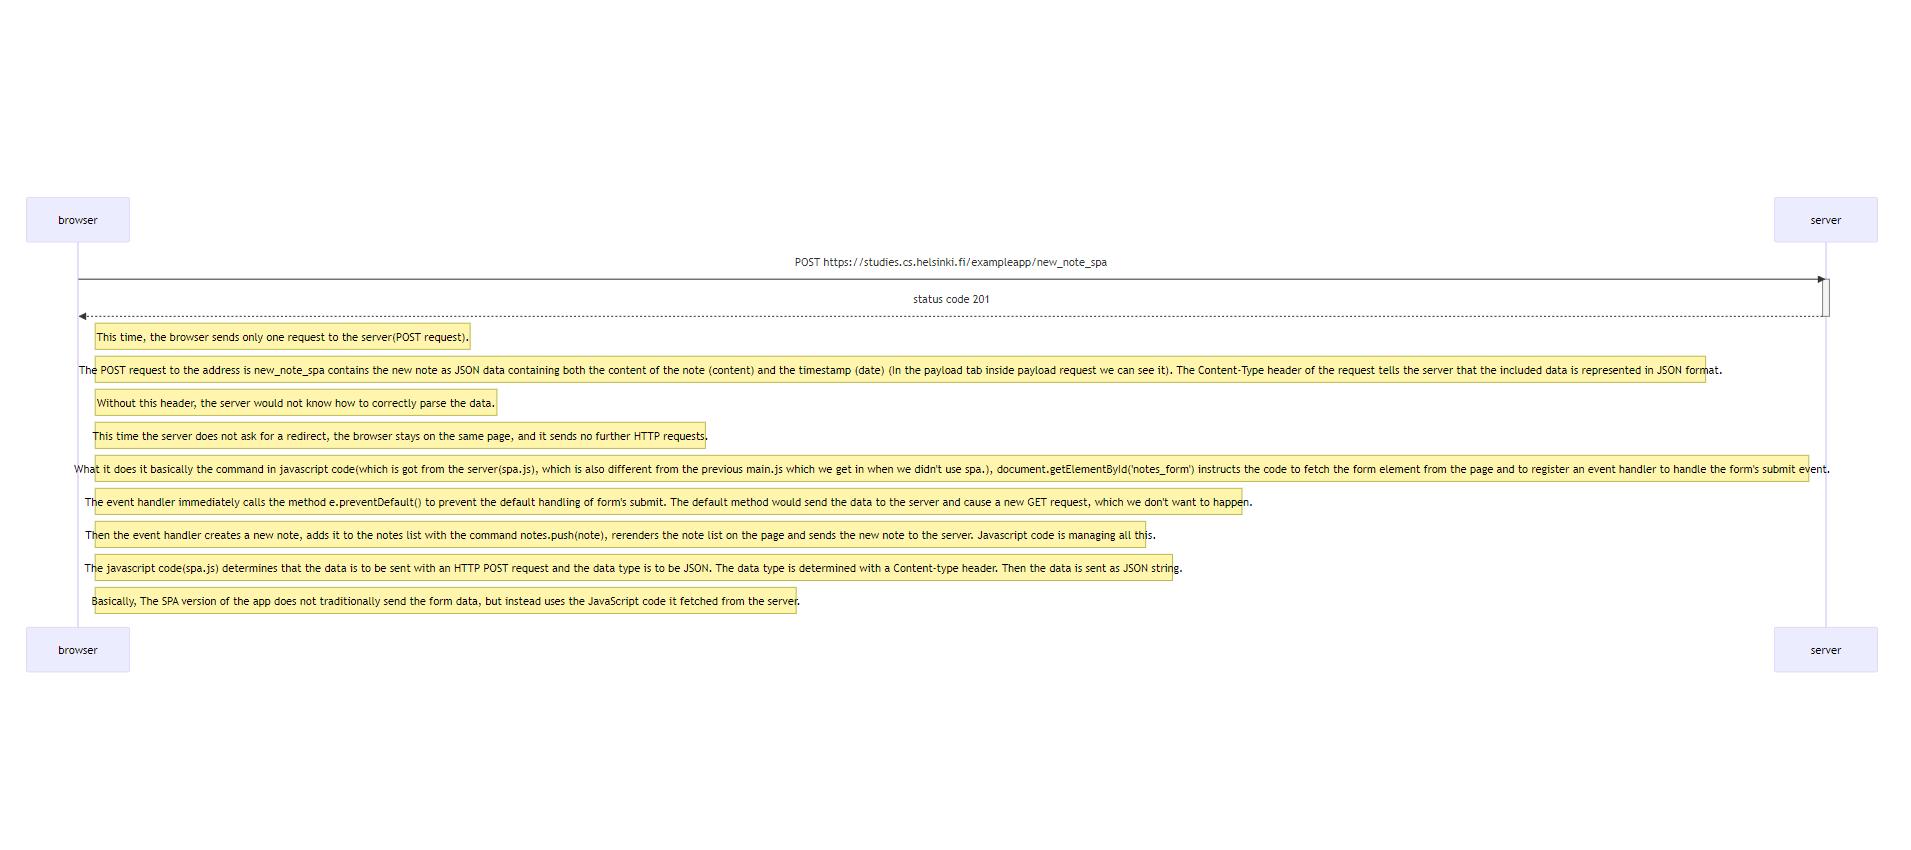 browser
server
POST https://studies.cs.helsinki.fi/exampleapp/new_note_spa
status code 201
This time, the browser sends only one request to the server(POST request).
The POST request to the address is new_note_spa contains the new note as JSON data containing both the content of the note (content) and the timestamp (date) (In the payload tab inside payload request we can see it). The Content-Type header of the request tells the server that the included data is represented in JSON format.
Without this header, the server would not know how to correctly parse the data.
This time the server does not ask for a redirect, the browser stays on the same page, and it sends no further HTTP requests.
What it does it basically the command in javascript code(which is got from the server(spa.js), which is also different from the previous main.js which we get in when we didn't use spa.), document.getElementById('notes_form') instructs the code to fetch the form element from the page and to register an event handler to handle the form's submit event.
The event handler immediately calls the method e.preventDefault() to prevent the default handling of form's submit. The default method would send the data to the server and cause a new GET request, which we don't want to happen.
Then the event handler creates a new note, adds it to the notes list with the command notes.push(note), rerenders the note list on the page and sends the new note to the server. Javascript code is managing all this.
The javascript code(spa.js) determines that the data is to be sent with an HTTP POST request and the data type is to be JSON. The data type is determined with a Content-type header. Then the data is sent as JSON string.
Basically, The SPA version of the app does not traditionally send the form data, but instead uses the JavaScript code it fetched from the server.
browser
server